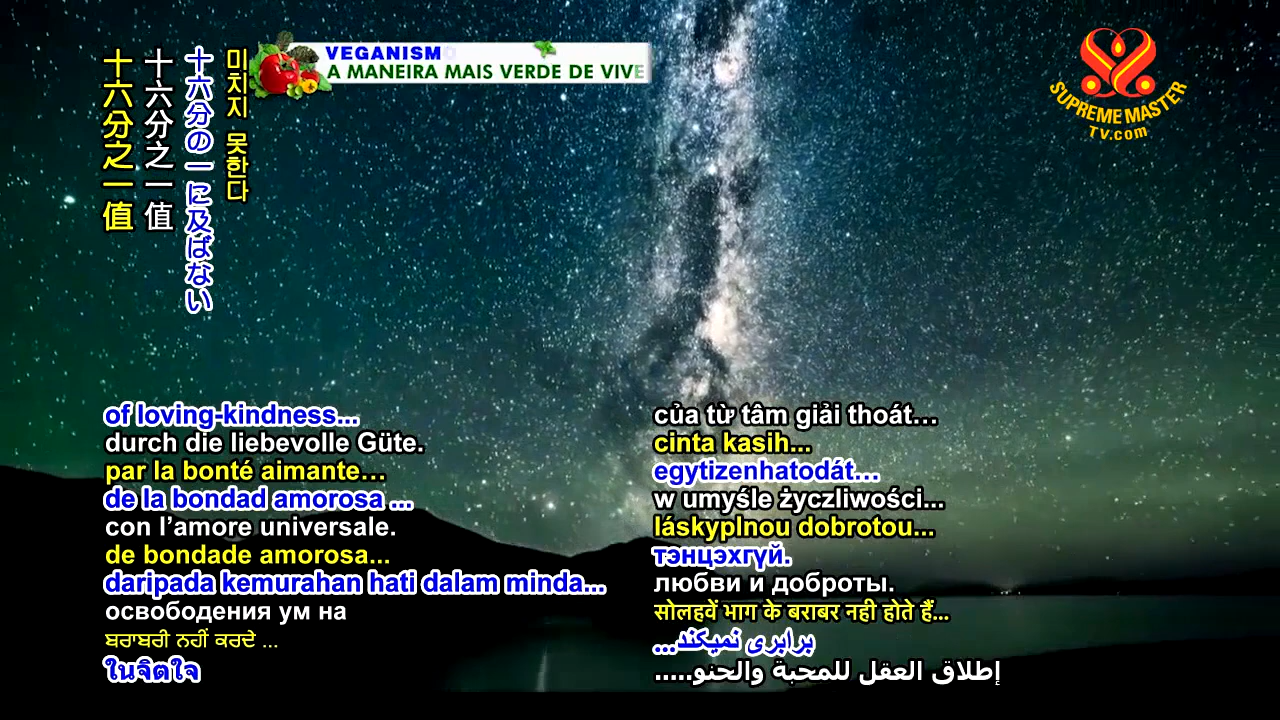 VEGANISM
A MANEIRA MAIS VERDE DE VIVE
SUPREME MASTER
TV.com
미치지 못한다
十六分の一に及ばない
十六分之一值
十六分之一值
of loving-kindness...
durch die liebevolle Güte.
par la bonté aimante…
de la bondad amorosa ...
con l’amore universale.
de bondade amorosa...
daripada kemurahan hati dalam minda...
освободения ум на
ਬਰਾਬਰੀ ਨਹੀਂ ਕਰਦੇ ...
ในจิตใจ
của từ tâm giải thoát…
cinta kasih...
egytizenhatodát…
w umyśle życzliwości...
láskyplnou dobrotou...
тэнцэхгүй.
любви и доброты.
सोलहवें भाग के बराबर नही होते हैं...
برابری نمیکند...
إطلاق العقل للمحبة والحنو.....